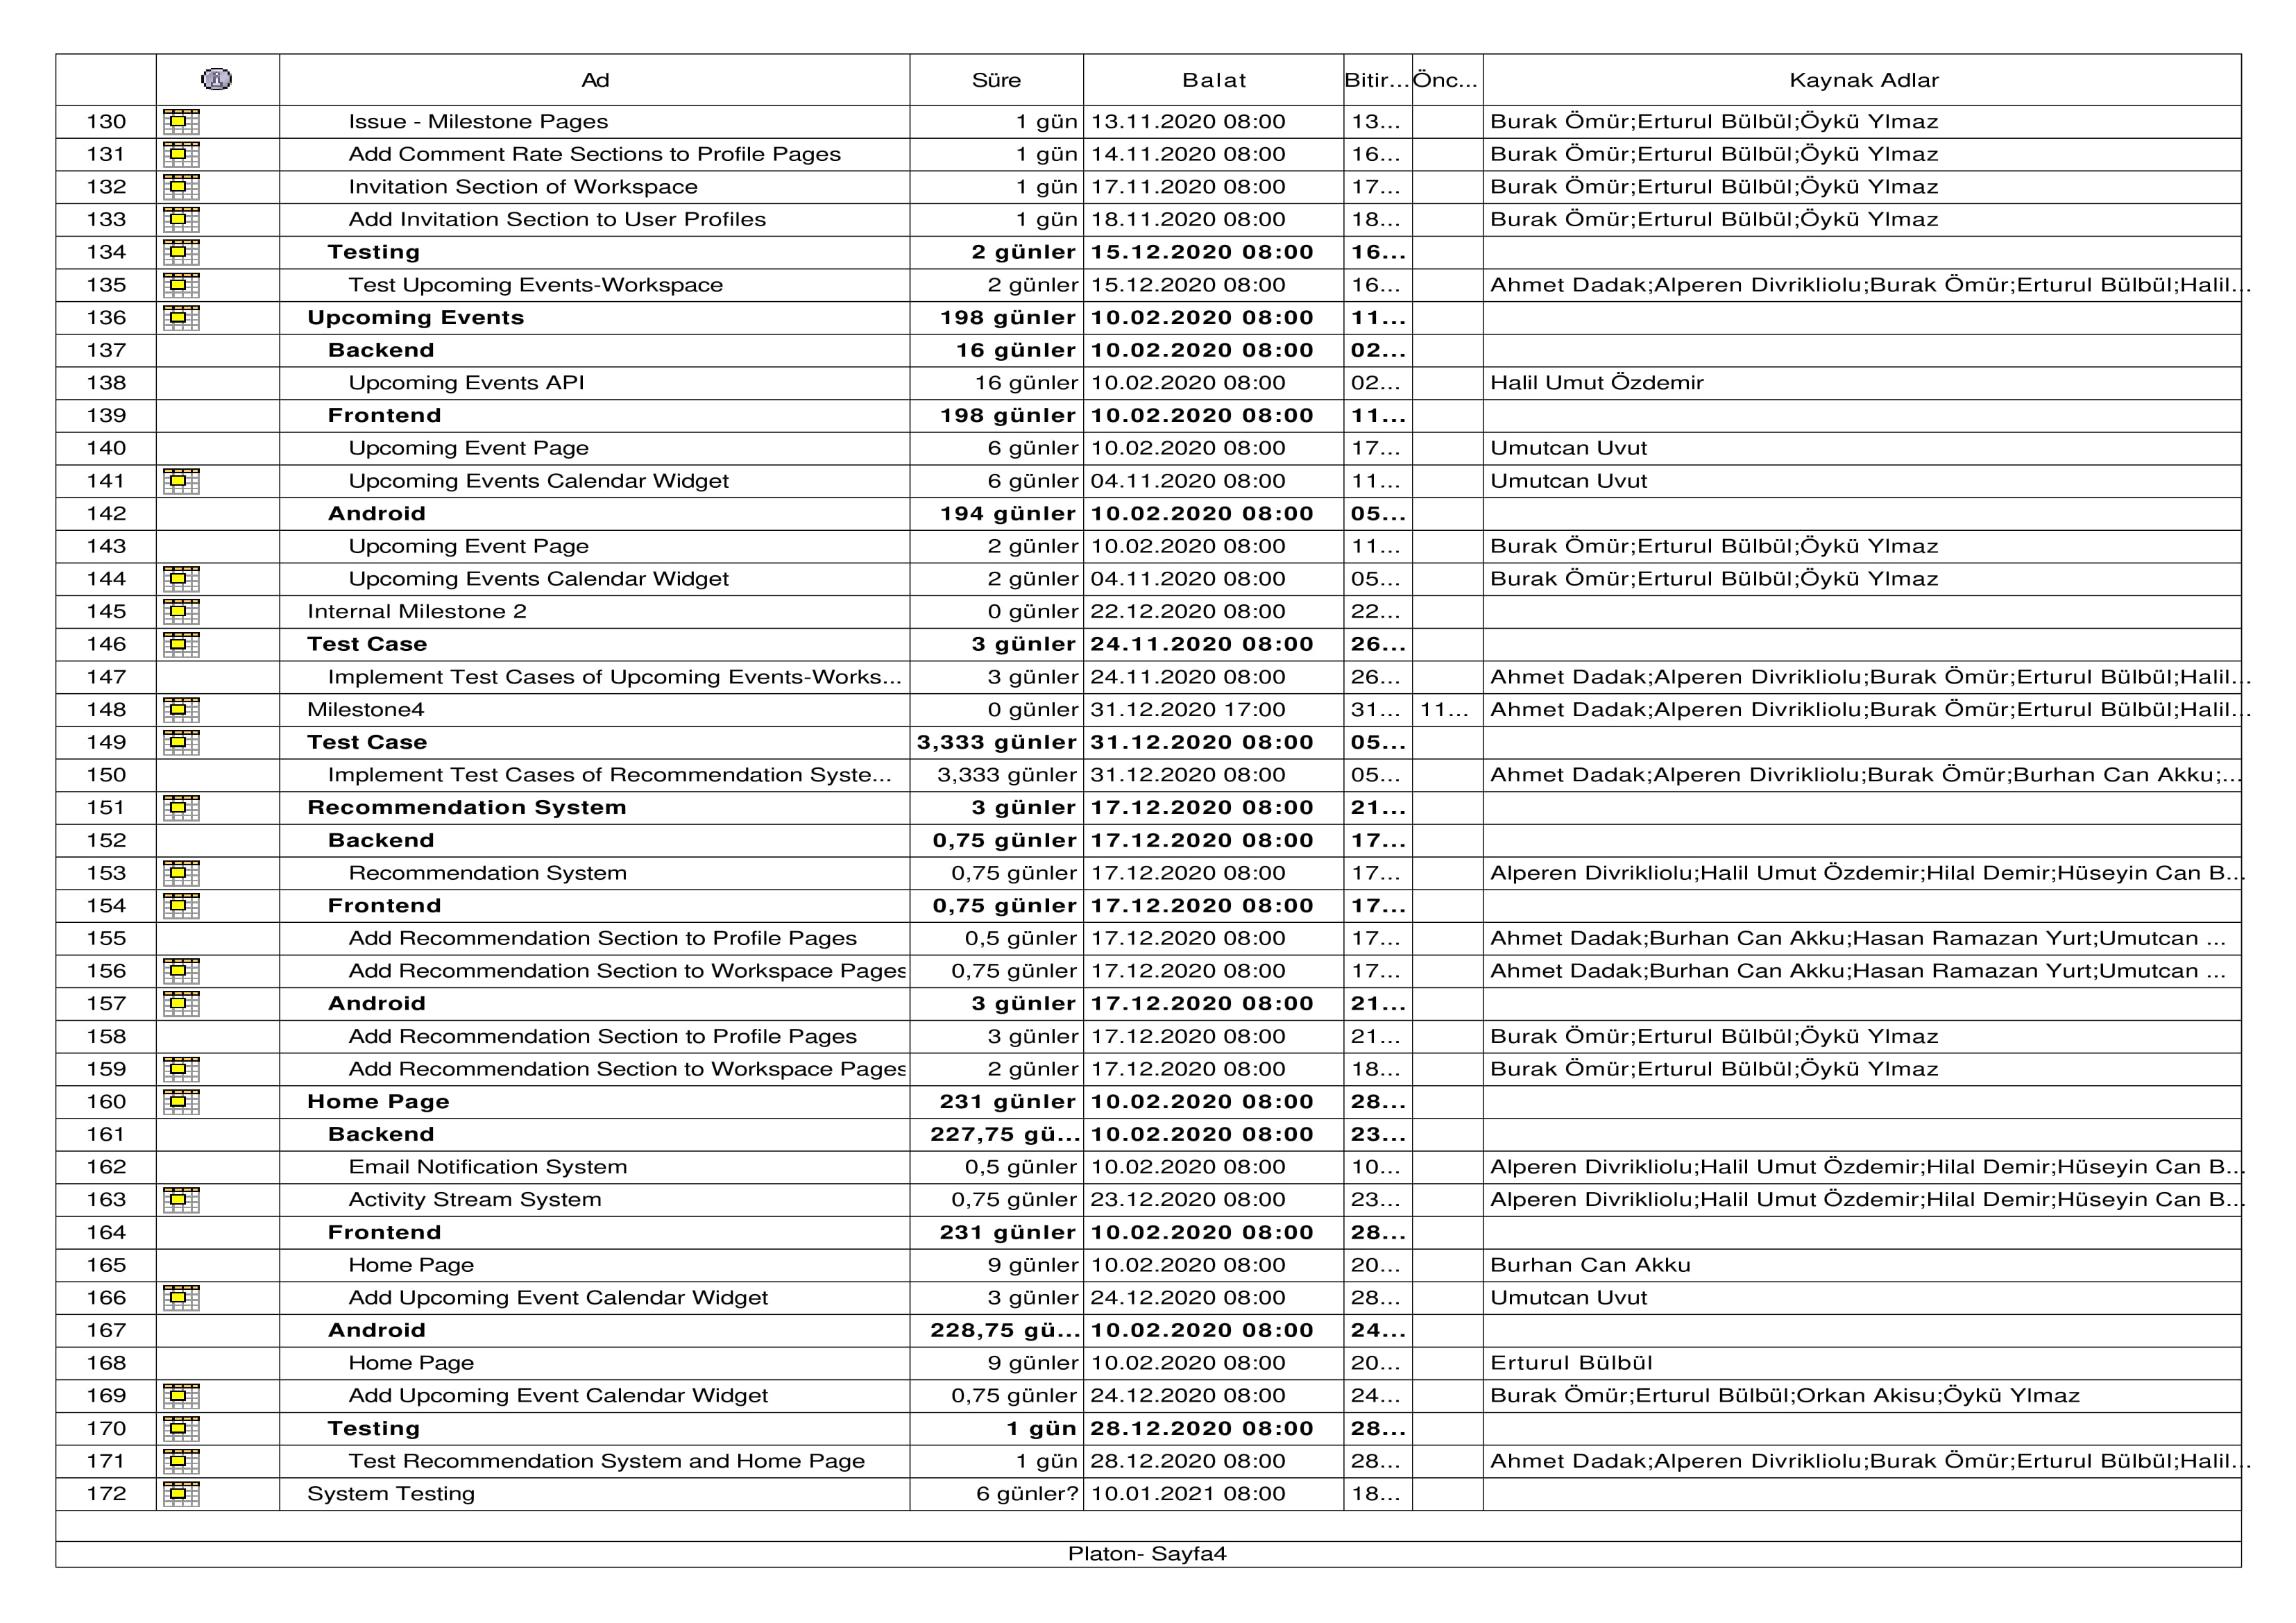 Ad Süre Balat Bitir... Önc... Kaynak Adlar
130 Issue - Milestone Pages 1 gün 13.11.2020 08:00 13... Burak Ömür;Erturul Bülbül;Öykü Ylmaz
131 Add Comment Rate Sections to Profile Pages 1 gün 14.11.2020 08:00 16... Burak Ömür;Erturul Bülbül;Öykü Ylmaz
132 Invitation Section of Workspace 1 gün 17.11.2020 08:00 17... Burak Ömür;Erturul Bülbül;Öykü Ylmaz
133 Add Invitation Section to User Profiles 1 gün 18.11.2020 08:00 18... Burak Ömür;Erturul Bülbül;Öykü Ylmaz
134 Testing 2 günler 15.12.2020 08:00 16...
135 Test Upcoming Events-Workspace 2 günler 15.12.2020 08:00 16... Ahmet Dadak;Alperen Divrikliolu;Burak Ömür;Erturul Bülbül;Halil...
136 Upcoming Events 198 günler 10.02.2020 08:00 11...
137 Backend 16 günler 10.02.2020 08:00 02...
138 Upcoming Events API 16 günler 10.02.2020 08:00 02... Halil Umut Özdemir
139 Frontend 198 günler 10.02.2020 08:00 11...
140 Upcoming Event Page 6 günler 10.02.2020 08:00 17... Umutcan Uvut
141 Upcoming Events Calendar Widget 6 günler 04.11.2020 08:00 11... Umutcan Uvut
142 Android 194 günler 10.02.2020 08:00 05...
143 Upcoming Event Page 2 günler 10.02.2020 08:00 11... Burak Ömür;Erturul Bülbül;Öykü Ylmaz
144 Upcoming Events Calendar Widget 2 günler 04.11.2020 08:00 05... Burak Ömür;Erturul Bülbül;Öykü Ylmaz
145 Internal Milestone 2 0 günler 22.12.2020 08:00 22...
146 Test Case 3 günler 24.11.2020 08:00 26...
147 Implement Test Cases of Upcoming Events-Works... 3 günler 24.11.2020 08:00 26... Ahmet Dadak;Alperen Divrikliolu;Burak Ömür;Erturul Bülbül;Halil...
148 Milestone4 0 günler 31.12.2020 17:00 31... 11... Ahmet Dadak;Alperen Divrikliolu;Burak Ömür;Erturul Bülbül;Halil...
149 Test Case 3,333 günler 31.12.2020 08:00 05...
150 Implement Test Cases of Recommendation Syste... 3,333 günler 31.12.2020 08:00 05... Ahmet Dadak;Alperen Divrikliolu;Burak Ömür;Burhan Can Akku;...
151 Recommendation System 3 günler 17.12.2020 08:00 21...
152 Backend 0,75 günler 17.12.2020 08:00 17...
153 Recommendation System 0,75 günler 17.12.2020 08:00 17... Alperen Divrikliolu;Halil Umut Özdemir;Hilal Demir;Hüseyin Can B...
154 Frontend 0,75 günler 17.12.2020 08:00 17...
155 Add Recommendation Section to Profile Pages 0,5 günler 17.12.2020 08:00 17... Ahmet Dadak;Burhan Can Akku;Hasan Ramazan Yurt;Umutcan ...
156 Add Recommendation Section to Workspace Pages 0,75 günler 17.12.2020 08:00 17... Ahmet Dadak;Burhan Can Akku;Hasan Ramazan Yurt;Umutcan ...
157 Android 3 günler 17.12.2020 08:00 21...
158 Add Recommendation Section to Profile Pages 3 günler 17.12.2020 08:00 21... Burak Ömür;Erturul Bülbül;Öykü Ylmaz
159 Add Recommendation Section to Workspace Pages 2 günler 17.12.2020 08:00 18... Burak Ömür;Erturul Bülbül;Öykü Ylmaz
160 Home Page 231 günler 10.02.2020 08:00 28...
161 Backend 227,75 gü... 10.02.2020 08:00 23...
162 Email Notification System 0,5 günler 10.02.2020 08:00 10... Alperen Divrikliolu;Halil Umut Özdemir;Hilal Demir;Hüseyin Can B...
163 Activity Stream System 0,75 günler 23.12.2020 08:00 23... Alperen Divrikliolu;Halil Umut Özdemir;Hilal Demir;Hüseyin Can B...
164 Frontend 231 günler 10.02.2020 08:00 28...
165 Home Page 9 günler 10.02.2020 08:00 20... Burhan Can Akku
166 Add Upcoming Event Calendar Widget 3 günler 24.12.2020 08:00 28... Umutcan Uvut
167 Android 228,75 gü... 10.02.2020 08:00 24...
168 Home Page 9 günler 10.02.2020 08:00 20... Erturul Bülbül
169 Add Upcoming Event Calendar Widget 0,75 günler 24.12.2020 08:00 24... Burak Ömür;Erturul Bülbül;Orkan Akisu;Öykü Ylmaz
170 Testing 1 gün 28.12.2020 08:00 28...
171 Test Recommendation System and Home Page 1 gün 28.12.2020 08:00 28... Ahmet Dadak;Alperen Divrikliolu;Burak Ömür;Erturul Bülbül;Halil...
172 System Testing 6 günler? 10.01.2021 08:00 18...
Platon- Sayfa4